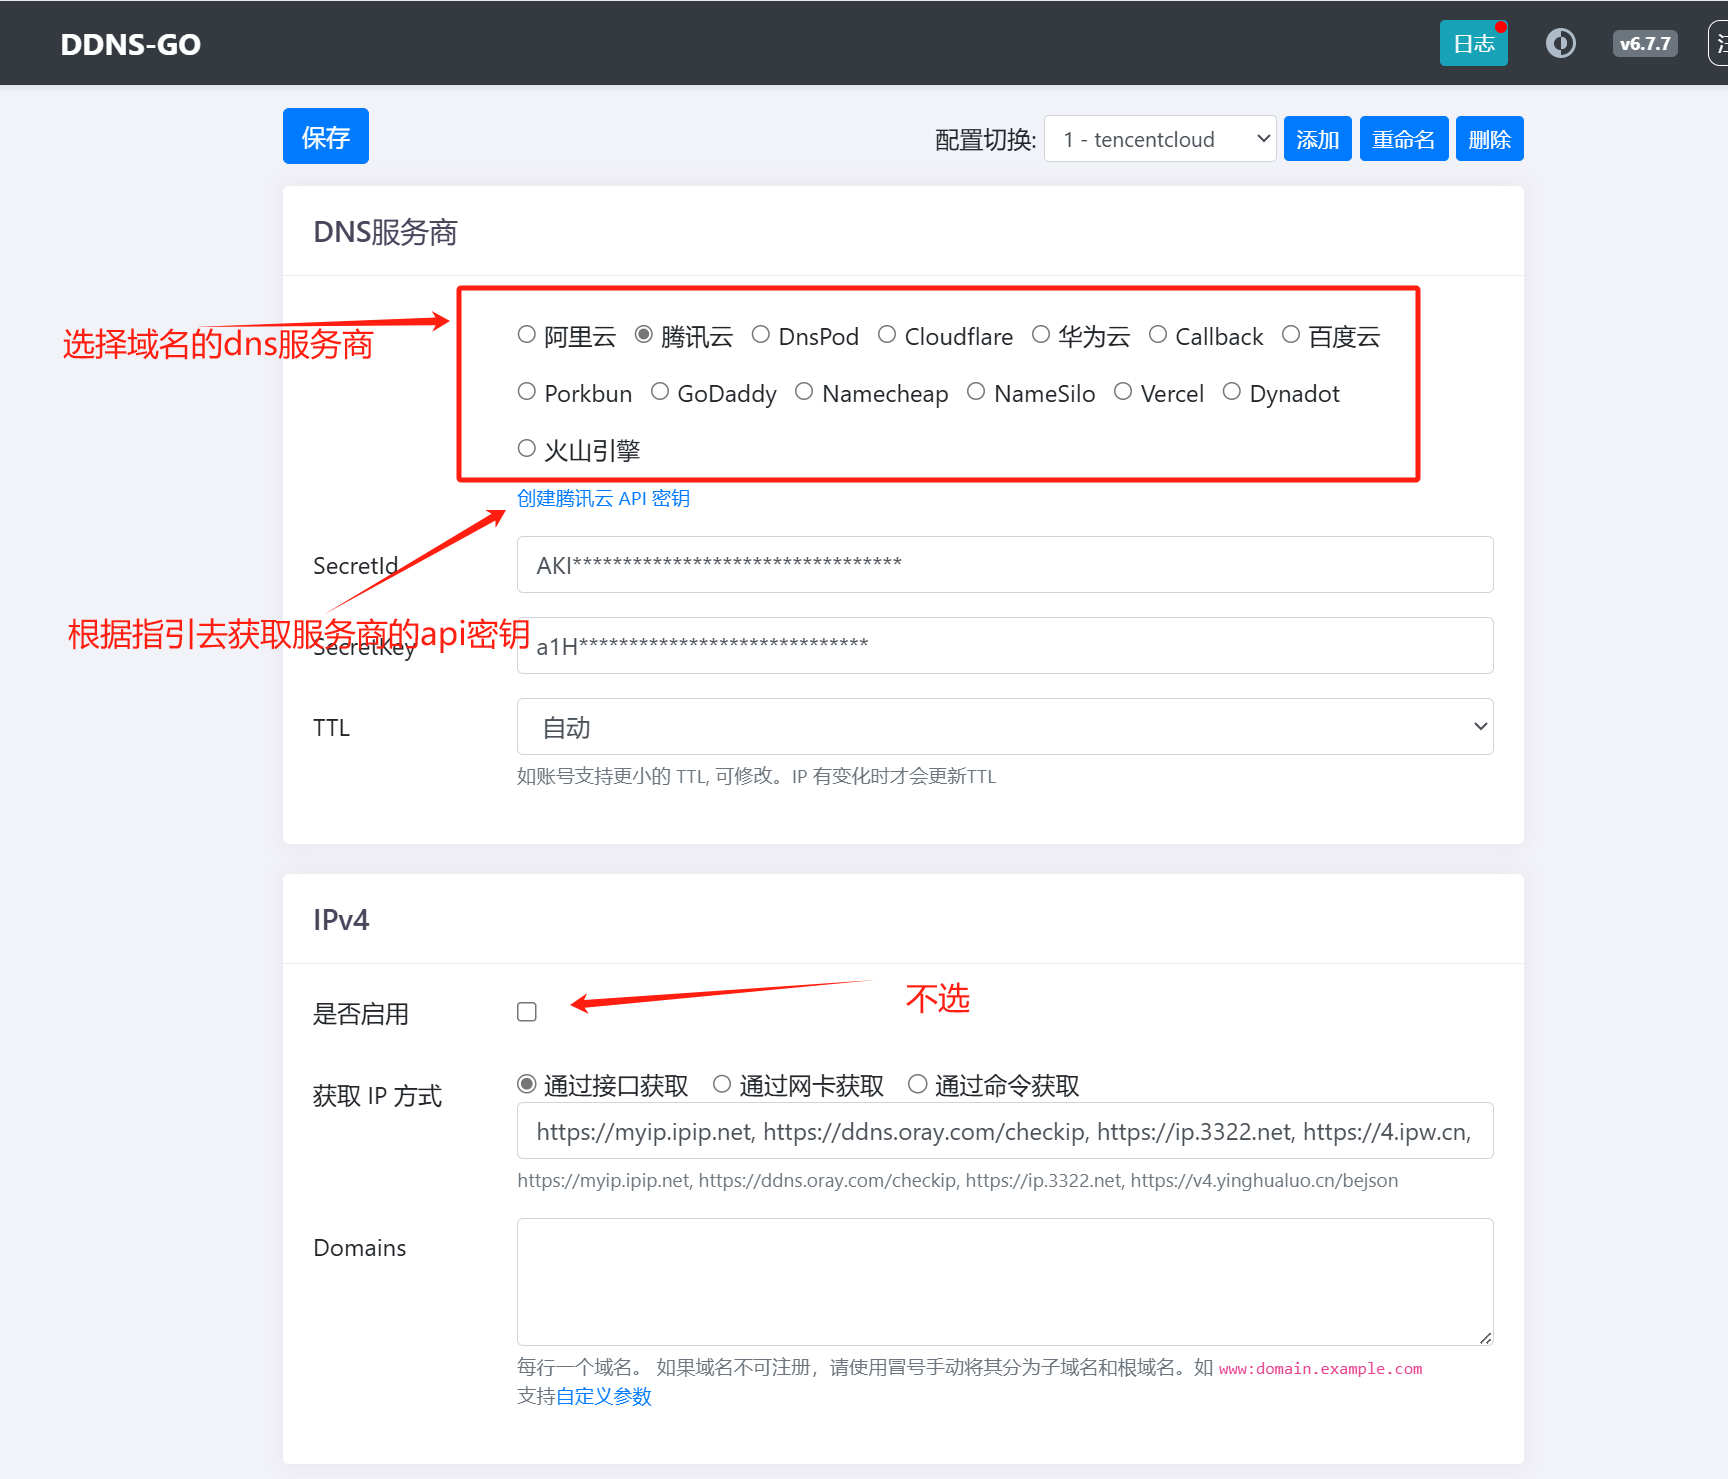 DDNS-GO
日志
v6.7.7
保存
配置切换: 1 - tencentcloud 添加 重命名 删除
DNS服务商
选择域名的dns服务商
阿里云 腾讯云 DnsPod Cloudflare 华为云 Callback 百度云
Porkbun GoDaddy Namecheap NameSilo Vercel Dynadot
火山引擎
创建腾讯云 API 密钥
SecretId AKI*********************************
根据指引去获取服务商的api密钥
SecretKey a1H*****************************
TTL 自动
如账号支持更小的 TTL, 可修改。IP 有变化时才会更新TTL
IPv4
是否启用
不选
获取 IP 方式 通过接口获取 通过网卡获取 通过命令获取
https://myip.ipip.net, https://ddns.oray.com/checkip, https://ip.3322.net, https://4.ipw.cn,
https://myip.ipip.net, https://ddns.oray.com/checkip, https://ip.3322.net, https://v4.yinghualuo.cn/bejson
Domains
每行一个域名。 如果域名不可注册，请使用冒号手动将其分为子域名和根域名。如 www:domain.example.com
支持自定义参数